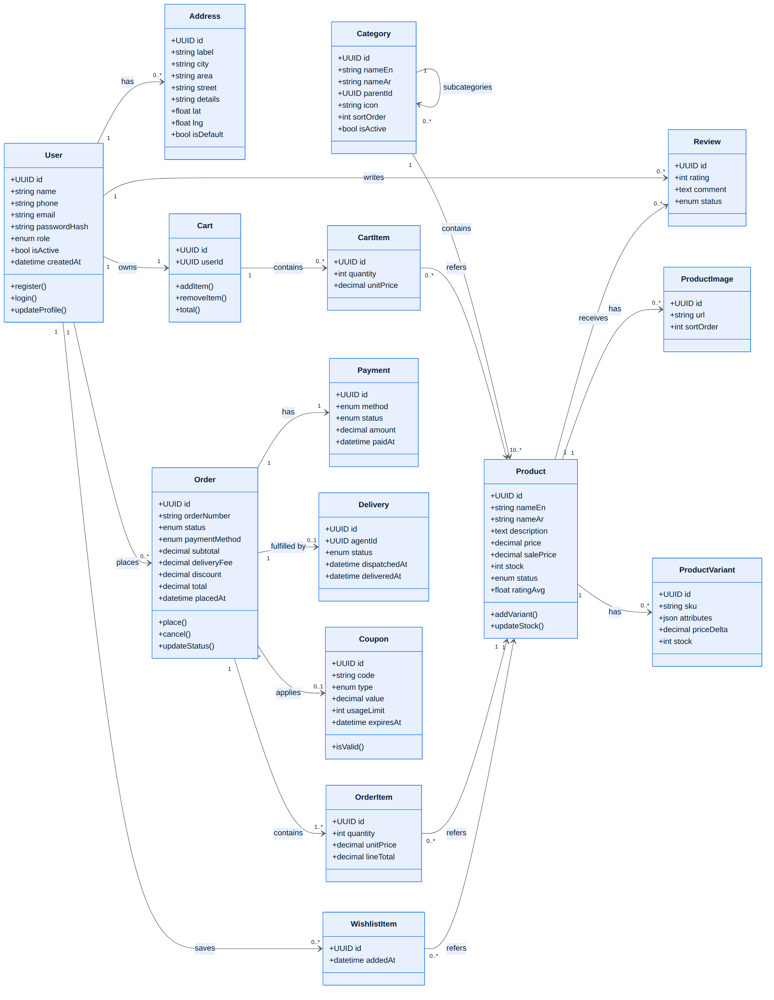 Address
+UUID id
+string label
+string city
+string area
+string street
+string details
+float lat
+float lng
+bool isDefault
Category
+UUID id
+string nameEn
+string nameAr
+UUID parentId
+string icon
+int sortOrder
+bool isActive
1
subcategories
0..*
has
0..*
1
User
+UUID id
+string name
+string phone
+string email
+string passwordHash
+enum role
+bool isActive
+datetime createdAt
+register()
+login()
+updateProfile()
1
writes
0..*
Review
+UUID id
+int rating
+text comment
+enum status
0..*
1
contains
1
owns
1
Cart
+UUID id
+UUID userId
+addItem()
+removeItem()
+total()
1
contains
0..*
CartItem
+UUID id
+int quantity
+decimal unitPrice
0..*
refers
receives
has
0..*
ProductImage
+UUID id
+string url
+int sortOrder
1
1
Payment
+UUID id
+enum method
+enum status
+decimal amount
+datetime paidAt
has
1
1
10..*
1
1
places
0..*
Order
+UUID id
+string orderNumber
+enum status
+enum paymentMethod
+decimal subtotal
+decimal deliveryFee
+decimal discount
+decimal total
+datetime placedAt
+place()
+cancel()
+updateStatus()
1
fulfilled by
0..1
Delivery
+UUID id
+UUID agentId
+enum status
+datetime dispatchedAt
+datetime deliveredAt
Product
+UUID id
+string nameEn
+string nameAr
+text description
+decimal price
+decimal salePrice
+int stock
+enum status
+float ratingAvg
+addVariant()
+updateStock()
1
has
0..*
ProductVariant
+UUID id
+string sku
+json attributes
+decimal priceDelta
+int stock
1
1
applies
0..1
Coupon
+UUID id
+string code
+enum type
+decimal value
+int usageLimit
+datetime expiresAt
+isValid()
1
contains
1..*
OrderItem
+UUID id
+int quantity
+decimal unitPrice
+decimal lineTotal
0..*
refers
saves
0..*
WishlistItem
+UUID id
+datetime addedAt
0..*
refers